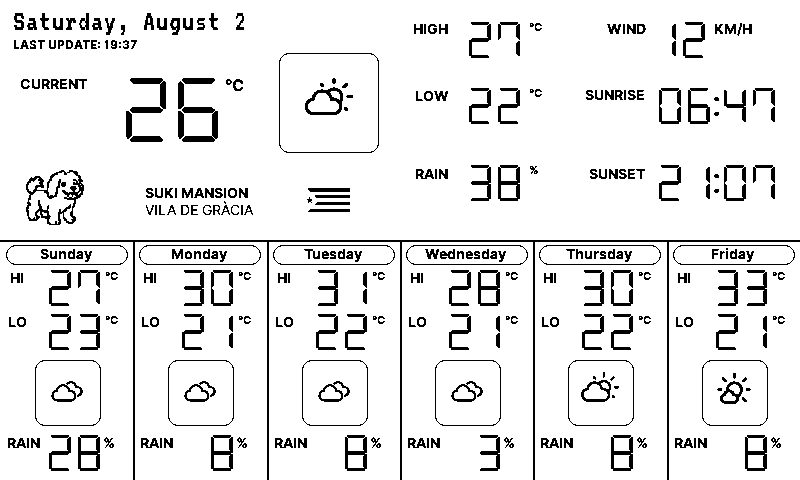 Saturday, August 2
LAST UPDATE: 19:37
CURRENT 26 °C
HIGH 27 °C
WIND 12 KM/H
LOW 22 °C
SUNRISE 06:47
RAIN 38 %
SUNSET 21:07
SUKI MANSION
VILA DE GRÀCIA
Sunday
HI 27 °C
LO 23 °C
RAIN 28 %
Monday
HI 30 °C
LO 21 °C
RAIN 8 %
Tuesday
HI 31 °C
LO 22 °C
RAIN 8 %
Wednesday
HI 28 °C
LO 21 °C
RAIN 3 %
Thursday
HI 30 °C
LO 22 °C
RAIN 8 %
Friday
HI 33 °C
LO 21 °C
RAIN 8 %